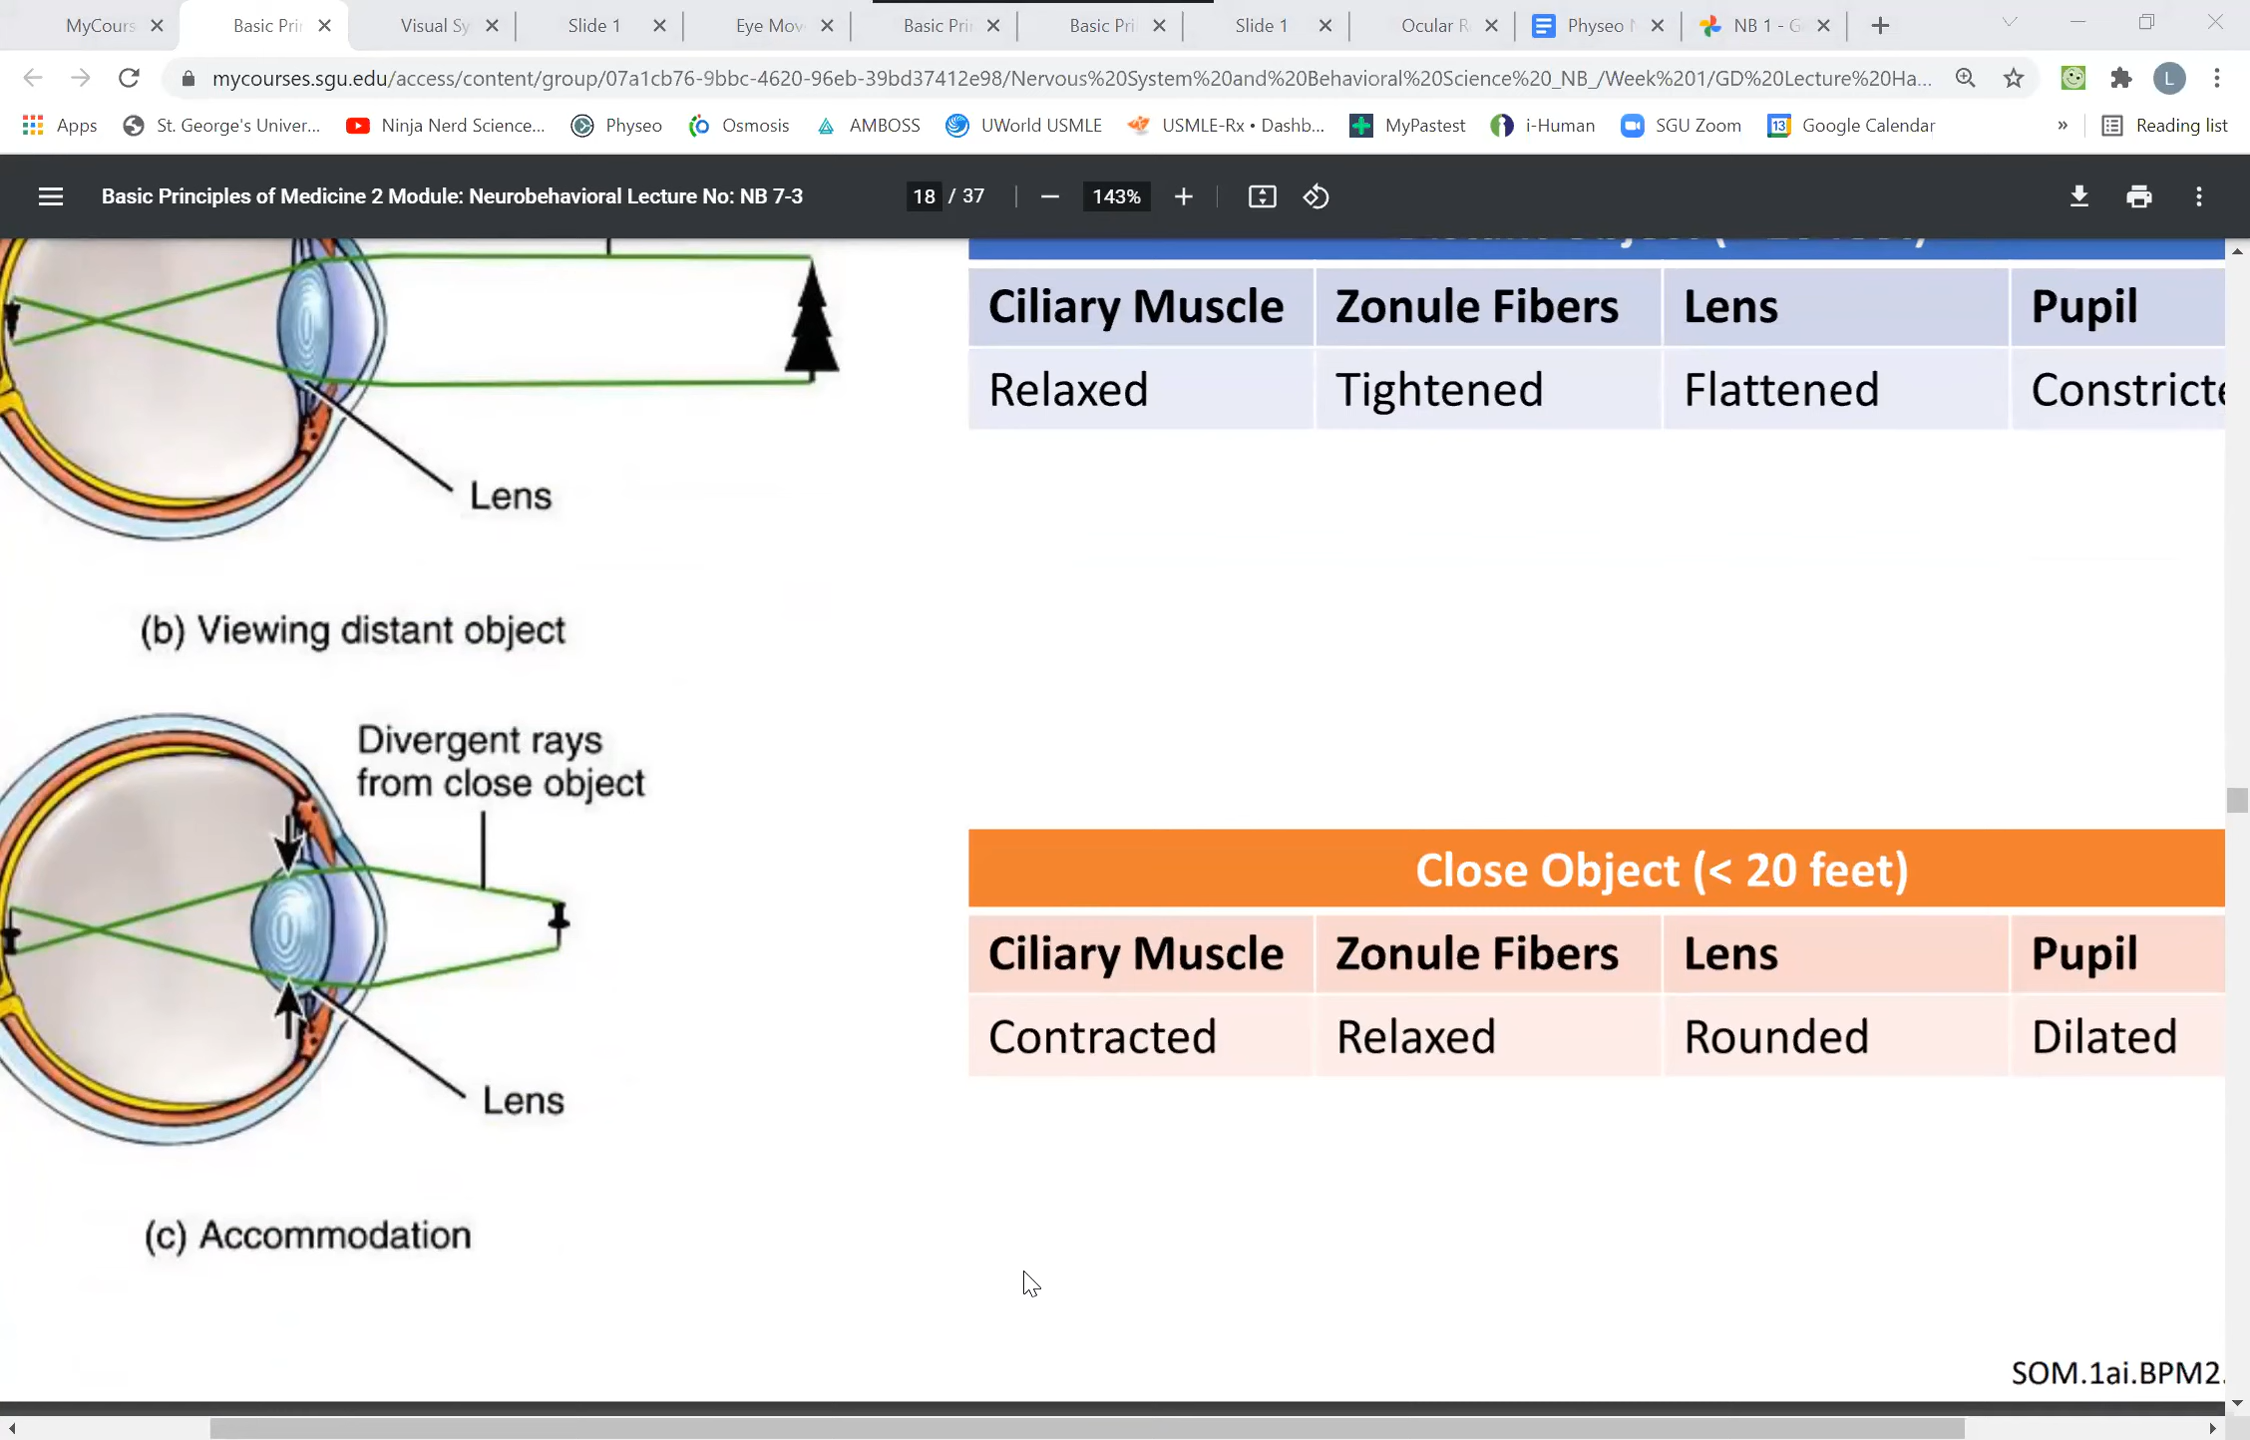 MyCours
Basic Pri
Visual Sy
Slide 1
Eye Mov
Basic Pri
Basic Pri
Slide 1
Ocular R
Physeo N
NB 1 - G
mycourses.sgu.edu/access/content/group/07a1cb76-9bbc-4620-96eb-39bd37412e98/Nervous%20System%20and%20Behavioral%20Science%20_NB_/Week%201/GD%20Lecture%20Ha...
L
Apps
St. George's Univer...
Ninja Nerd Science...
Physeo
Osmosis
AMBOSS
UWorld USMLE
USMLE-Rx • Dashb...
MyPastest
i-Human
SGU Zoom
13
Google Calendar
»
Reading list
Basic Principles of Medicine 2 Module: Neurobehavioral Lecture No: NB 7-3
18 / 37
143%
Ciliary Muscle Zonule Fibers Lens Pupil
Relaxed Tightened Flattened Constricte
Lens
(b) Viewing distant object
Divergent rays
from close object
Close Object (< 20 feet)
Ciliary Muscle Zonule Fibers Lens Pupil
Contracted Relaxed Rounded Dilated
Lens
(c) Accommodation
SOM.1ai.BPM2.